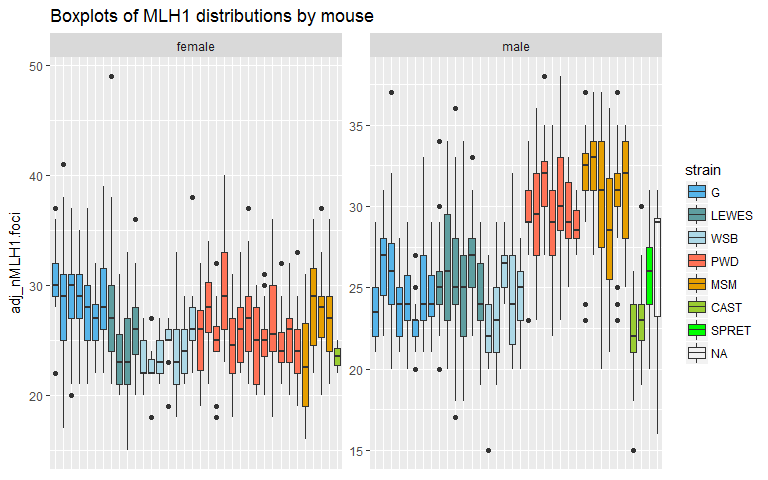 Boxplots of MLH1 distributions by mouse
female
male
adj_nMLH1.foci
50
40
30
20
35
30
25
20
15
strain
G
LEWES
WSB
PWD
MSM
CAST
SPRET
NA